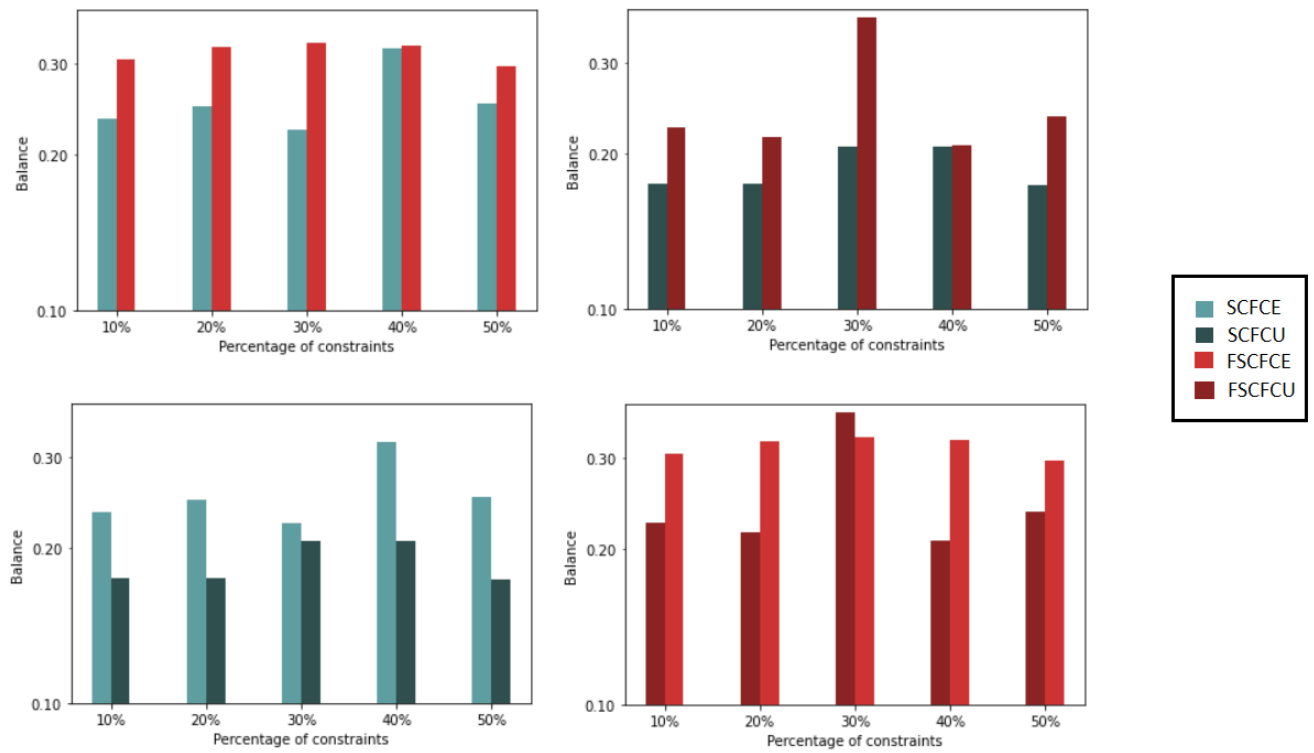 0.30
0.20
0.10
Balance
10% 20% 30% 40% 50%
Percentage of constraints
0.30
0.20
0.10
Balance
10% 20% 30% 40% 50%
Percentage of constraints
SCFCE
SCFCU
FSCFCE
FSCFCU
0.30
0.20
0.10
Balance
10% 20% 30% 40% 50%
Percentage of constraints
0.30
0.20
0.10
Balance
10% 20% 30% 40% 50%
Percentage of constraints